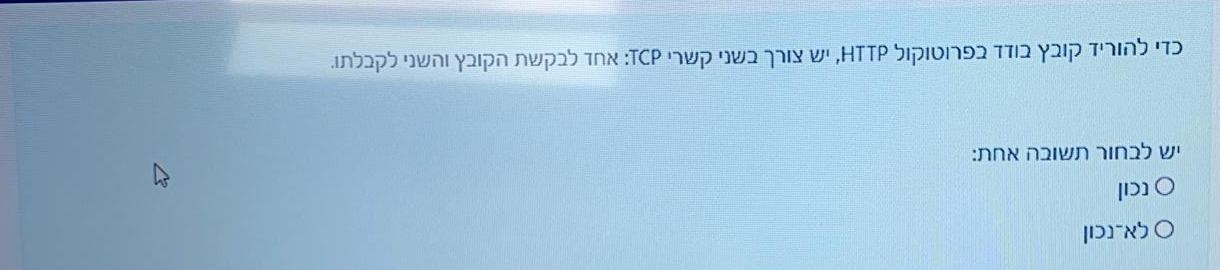 כדי להוריד קובץ בודד בפרוטוקול HTTP, יש צורך בשני קשרי TCP: אחד לבקשת הקובץ והשני לקבלתו.
יש לבחור תשובה אחת:
נכון
לא־נכון